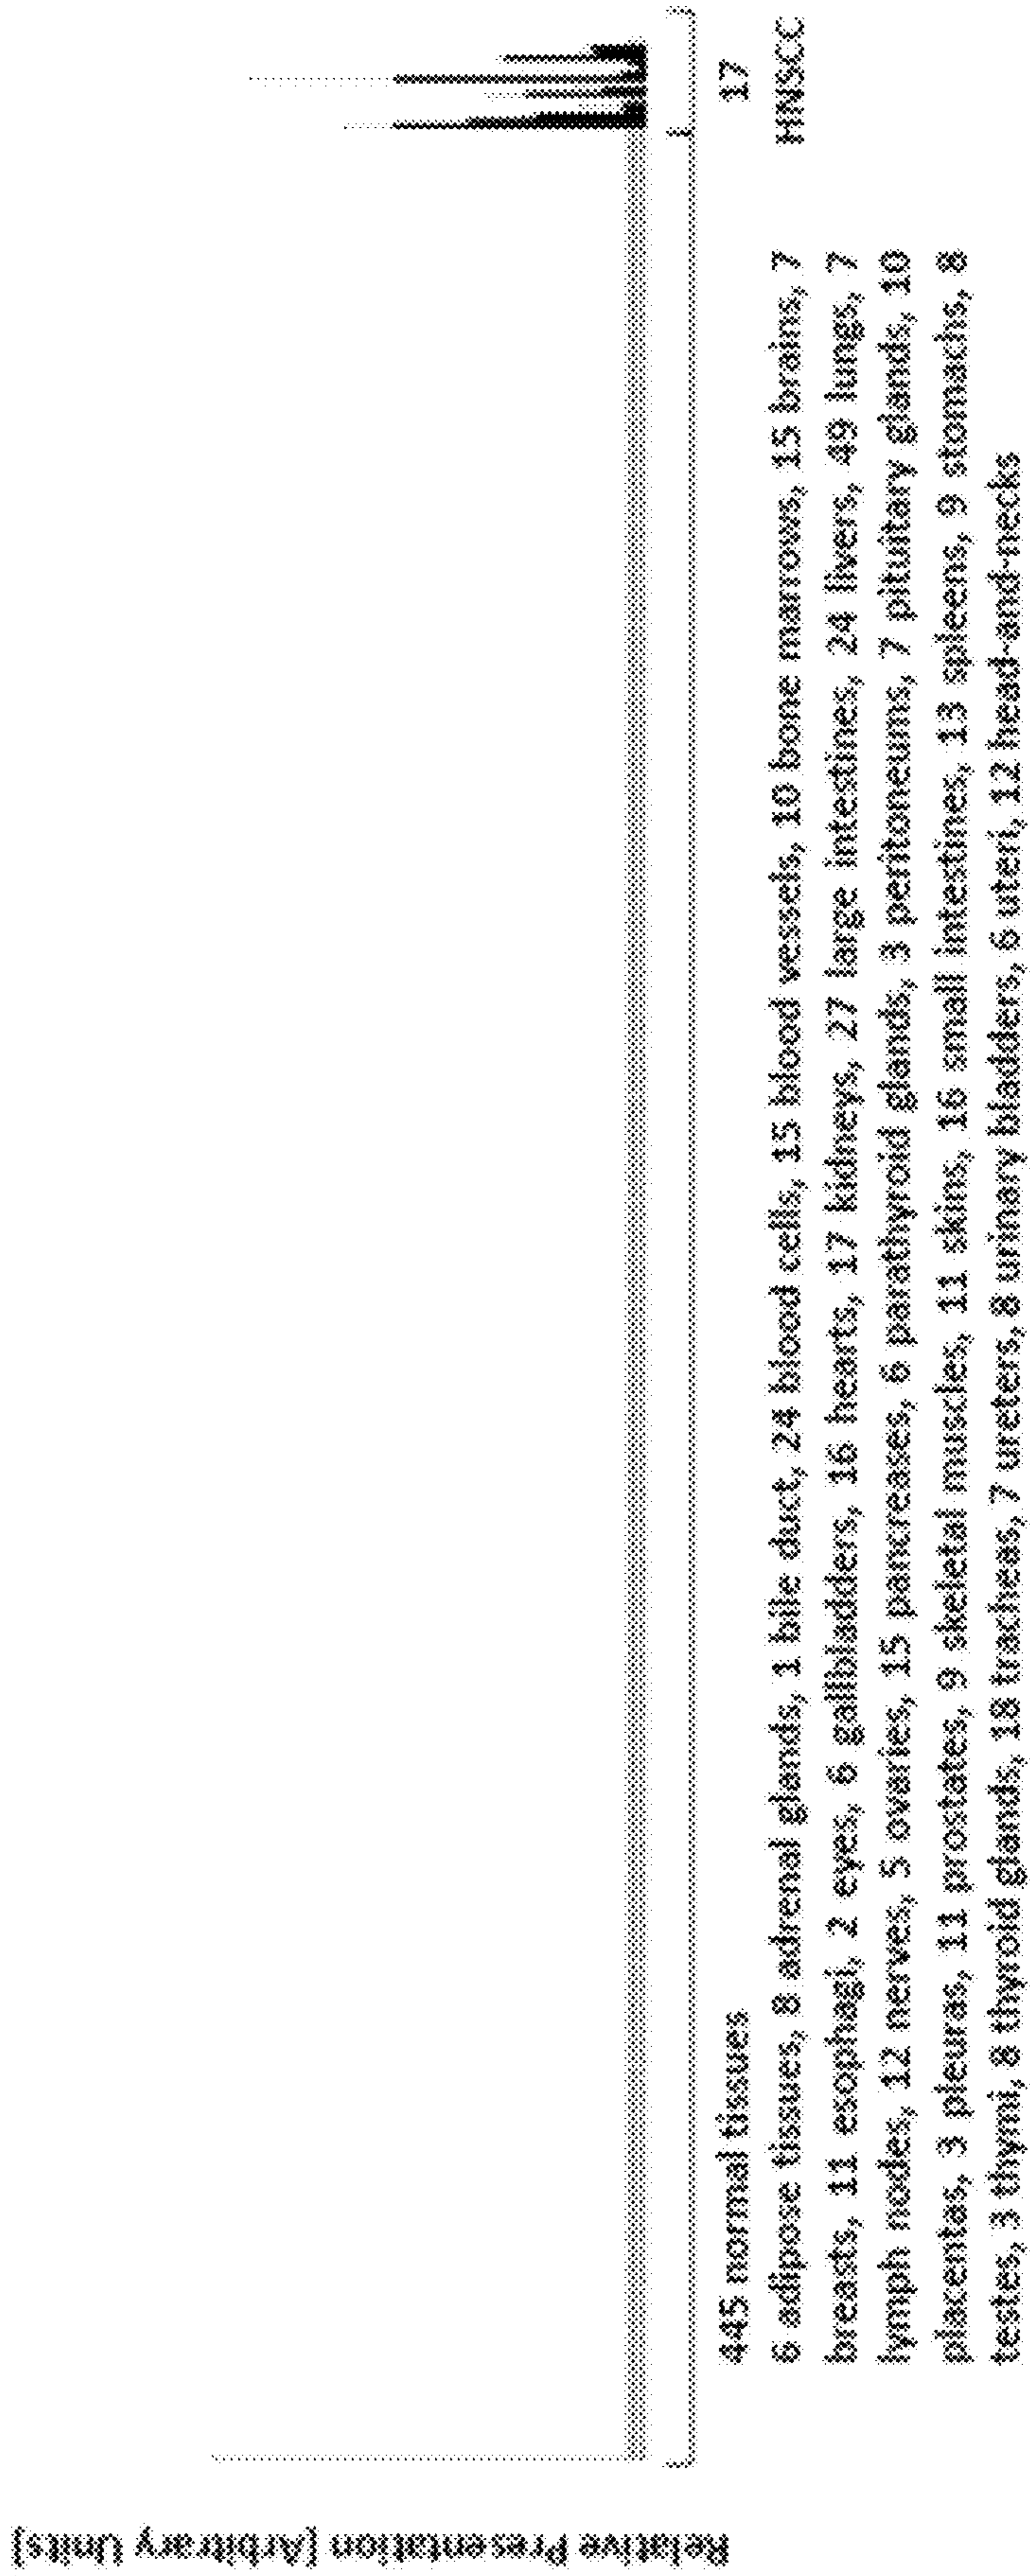 Relative Presentation [Arbitrary Units]
445 normal tissues
17
HNSCC
6 adipose tissues, 8 adrenal glands, 1 bile duct, 24 blood cells, 15 blood vessels, 10 bone marrows, 15 brains, 7
breasts, 11 esophagi, 2 eyes, 6 gallbladders, 16 hearts, 17 kidneys, 27 large intestines, 24 livers, 49 lungs, 7
lymph nodes, 12 nerves, 5 ovaries, 15 pancreases, 6 parathyroid glands, 3 peritoneums, 7 pituitary glands, 10
placentas, 3 pleuras, 11 prostates, 9 skeletal muscles, 11 skins, 16 small intestines, 13 spleens, 9 stomachs, 8
testes, 3 thymi, 8 thyroid glands, 18 tracheas, 7 ureters, 8 urinary bladders, 6 uteri, 12 head-and-necks